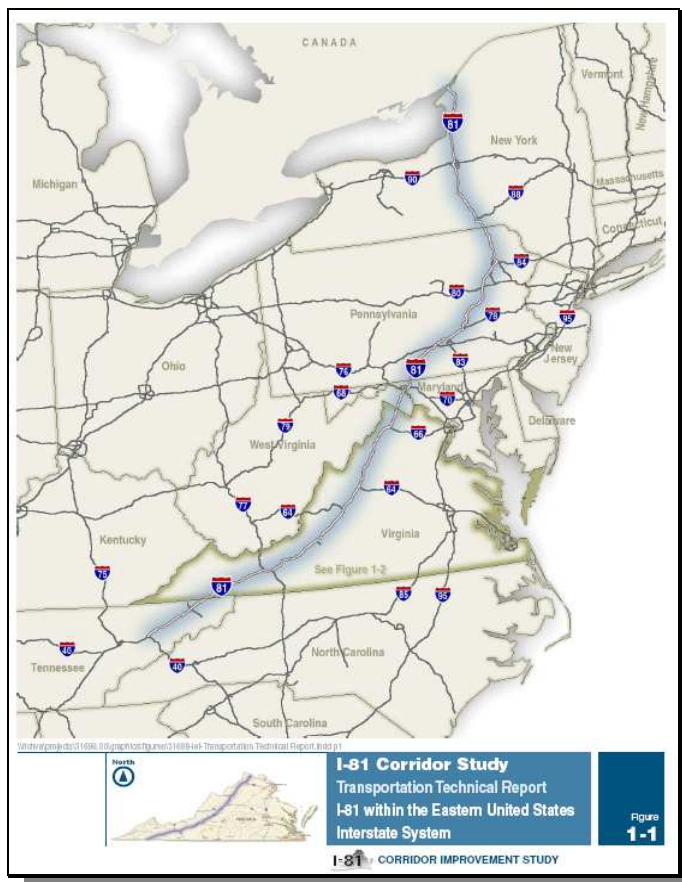 CANADA
Vermont
New Hampshire
81
New York
Michigan
90
88
Massachusetts
Connecticut
84
80
Pennsylvania
78
95
New Jersey
Ohio
76
81
83
68
Maryland
70
Delaware
79
66
West Virginia
77
64
64
Kentucky
Virginia
See Figure 1-2
75
81
85
95
40
40
North Carolina
Tennessee
South Carolina
North
I-81 Corridor Study
Transportation Technical Report
I-81 within the Eastern United States
Interstate System
Figure
1-1
I-81 CORRIDOR IMPROVEMENT STUDY